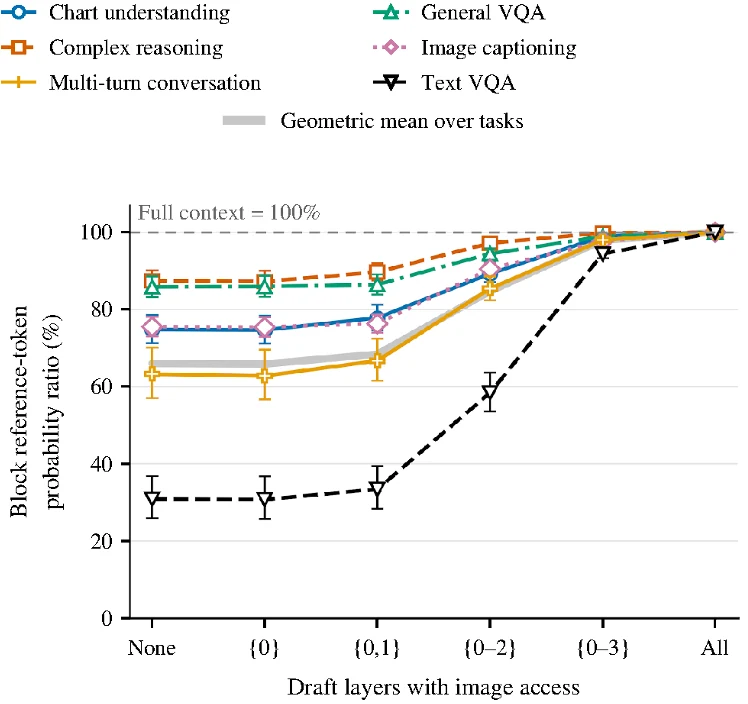 Chart understanding
Complex reasoning
Multi-turn conversation
General VQA
Image captioning
Text VQA
Geometric mean over tasks
Full context = 100%
100
80
60
40
20
0
Block reference-token
probability ratio (%)
None
{0}
{0,1}
{0–2}
{0–3}
All
Draft layers with image access